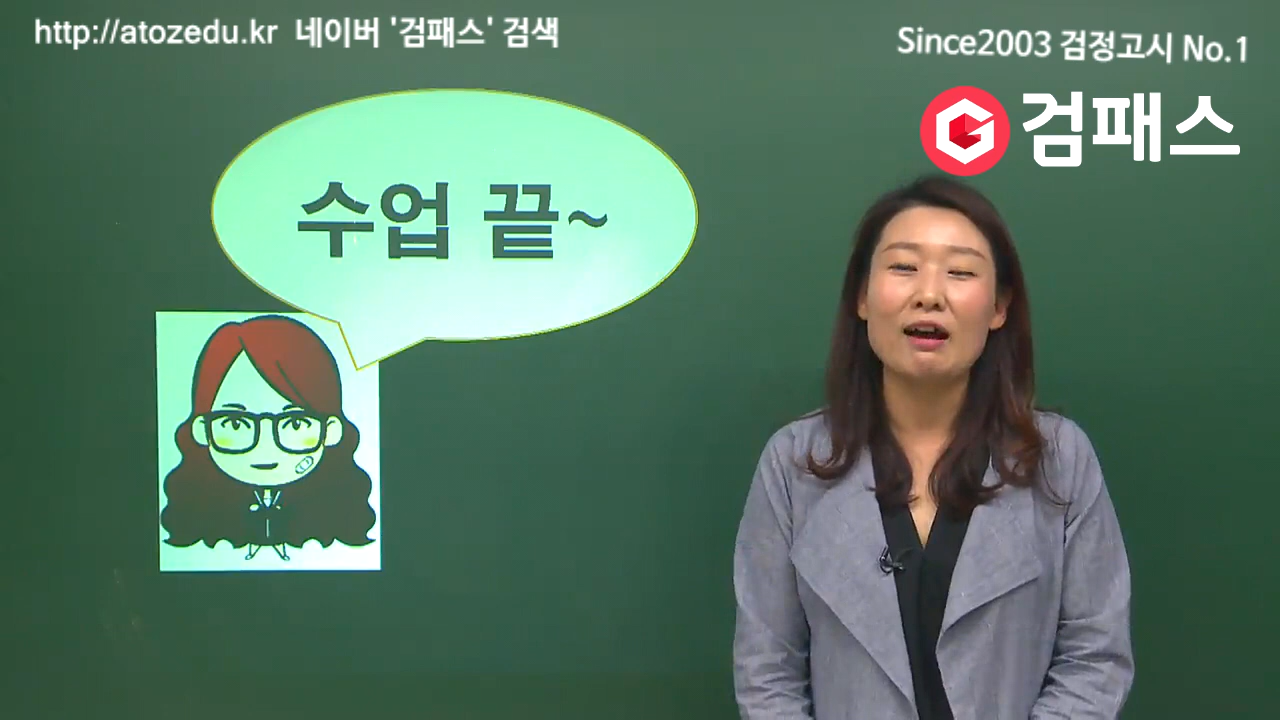 http://atozedu.kr 네이버 '검패스' 검색
Since2003 검정고시 No.1
검패스
수업 끝~